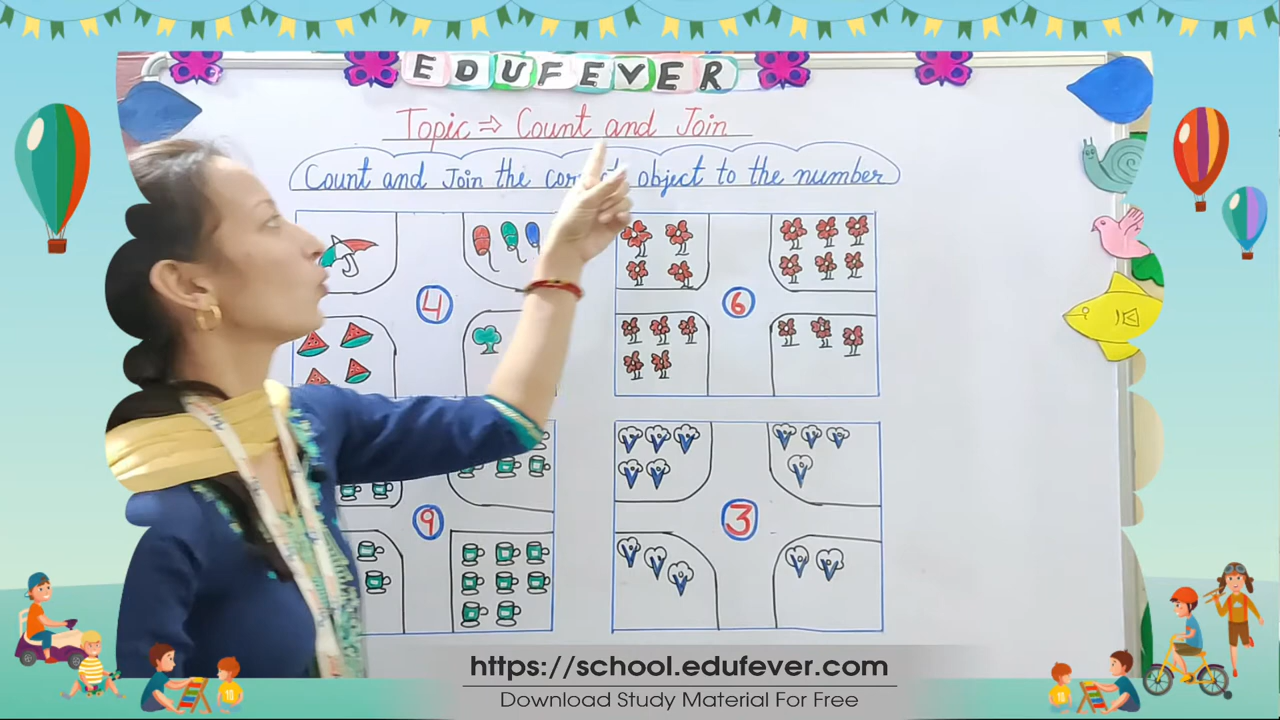 EDUFEVER
Topic ⇒ Count and Join
Count and Join the object to the number
4
6
9
3
https://school.edufever.com
Download Study Material For Free